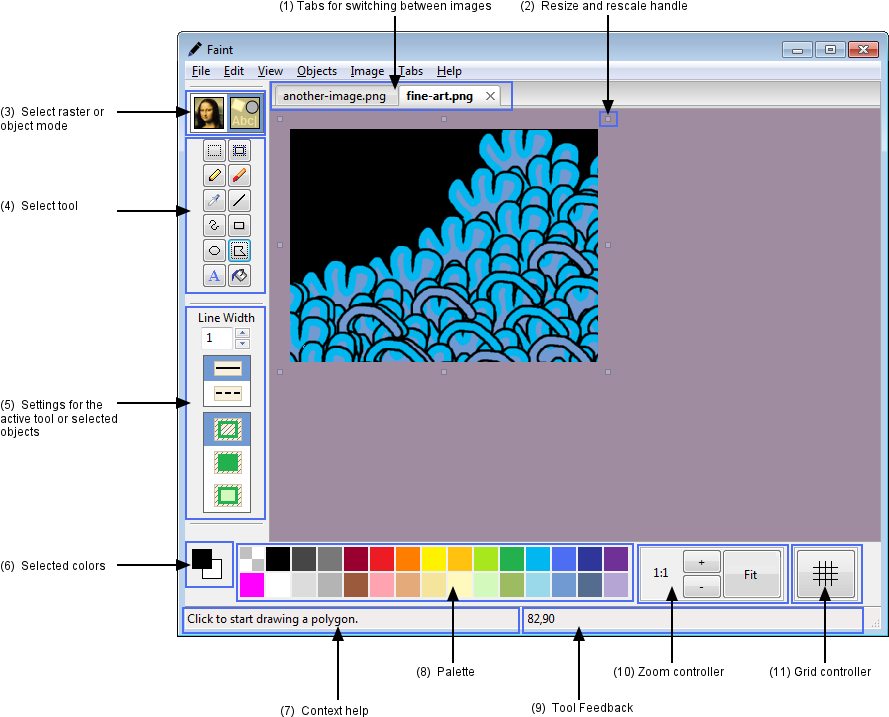 (1) Tabs for switching between images
(2) Resize and rescale handle
Faint
File Edit View Objects Image Tabs Help
another-image.png
fine-art.png
(3) Select raster or
object mode
Abc
(4) Select tool
A
Line Width
1
(5) Settings for the
active tool or selected
objects
(6) Selected colors
1:1
+
-
Fit
Click to start drawing a polygon.
82,90
(8) Palette
(10) Zoom controller
(11) Grid controller
(7) Context help
(9) Tool Feedback